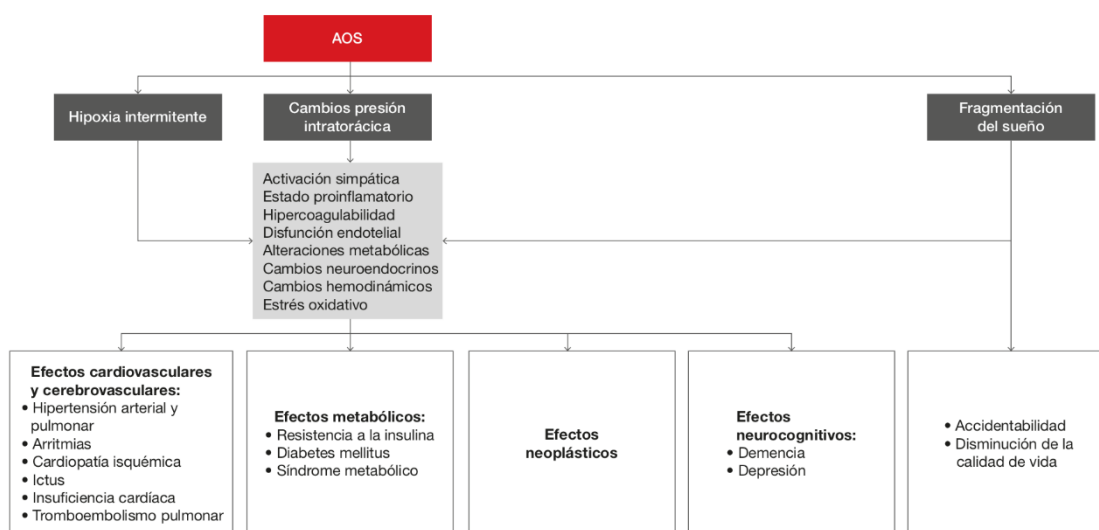 AOS
Hipoxia intermitente
Cambios presión
intratorácica
Fragmentación
del sueño
Activación simpática
Estado proinflamatorio
Hipercoagulabilidad
Disfunción endotelial
Alteraciones metabólicas
Cambios neuroendocrinos
Cambios hemodinámicos
Estrés oxidativo
Efectos cardiovasculares
y cerebrovasculares:
• Hipertensión arterial y
pulmonar
• Arritmias
• Cardiopatía isquémica
• Ictus
• Insuficiencia cardíaca
• Tromboembolismo pulmonar
Efectos metabólicos:
• Resistencia a la insulina
• Diabetes mellitus
• Síndrome metabólico
Efectos
neoplásticos
Efectos
neurocognitivos:
• Demencia
• Depresión
• Accidentabilidad
• Disminución de la
calidad de vida